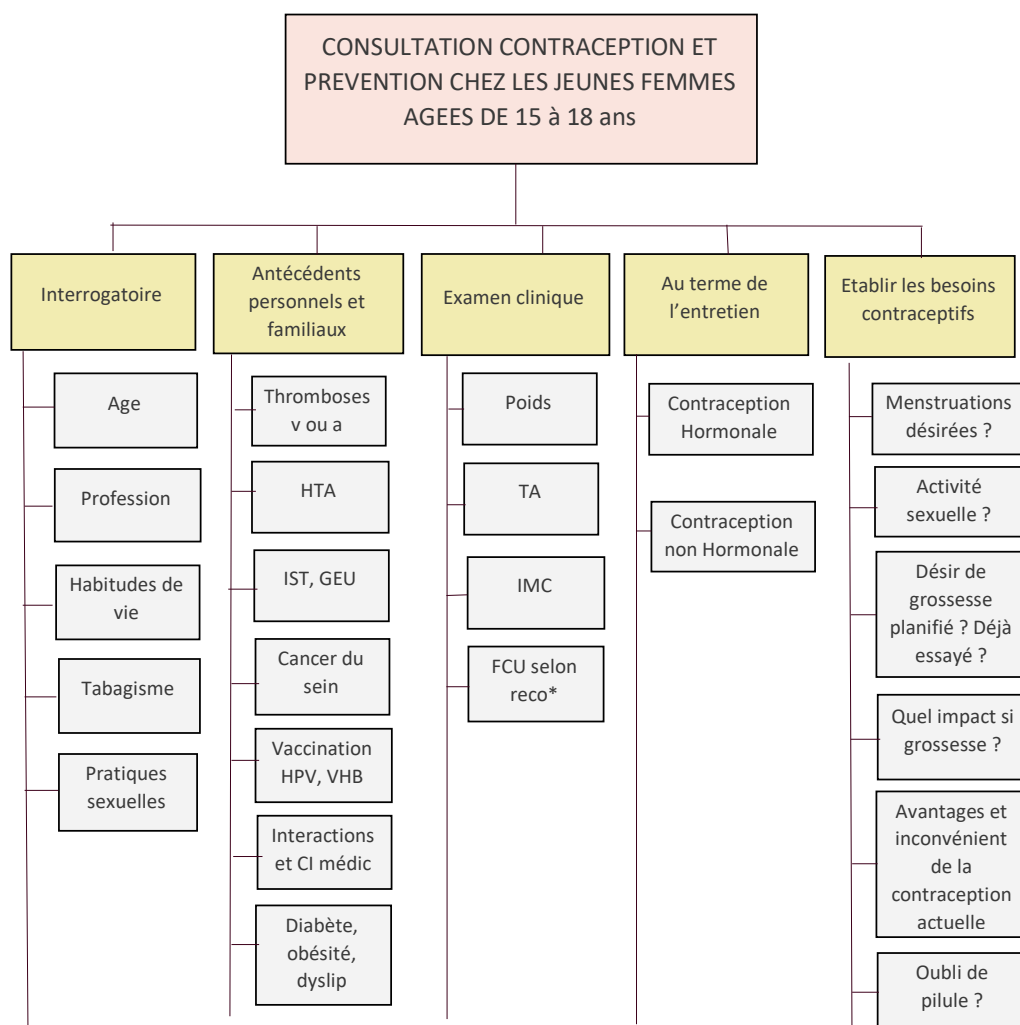 CONSULTATION CONTRACEPTION ET
PREVENTION CHEZ LES JEUNES FEMMES
AGEES DE 15 à 18 ans
Interrogatoire
Age
Profession
Habitudes de
vie
Tabagisme
Pratiques
sexuelles
Antécédents
personnels et
familiaux
Thromboses
v ou a
HTA
IST, GEU
Cancer du
sein
Vaccination
HPV, VHB
Interactions
et CI médic
Diabète,
obésité,
dyslip
Examen clinique
Poids
TA
IMC
FCU selon
reco*
Au terme de
l’entretien
Contraception
Hormonale
Contraception
non Hormonale
Etablir les besoins
contraceptifs
Menstruations
désirées ?
Activité
sexuelle ?
Désir de
grossesse
planifié ? Déjà
essayé ?
Quel impact si
grossesse ?
Avantages et
inconvénient
de la
contraception
actuelle
Oubli de
pilule ?